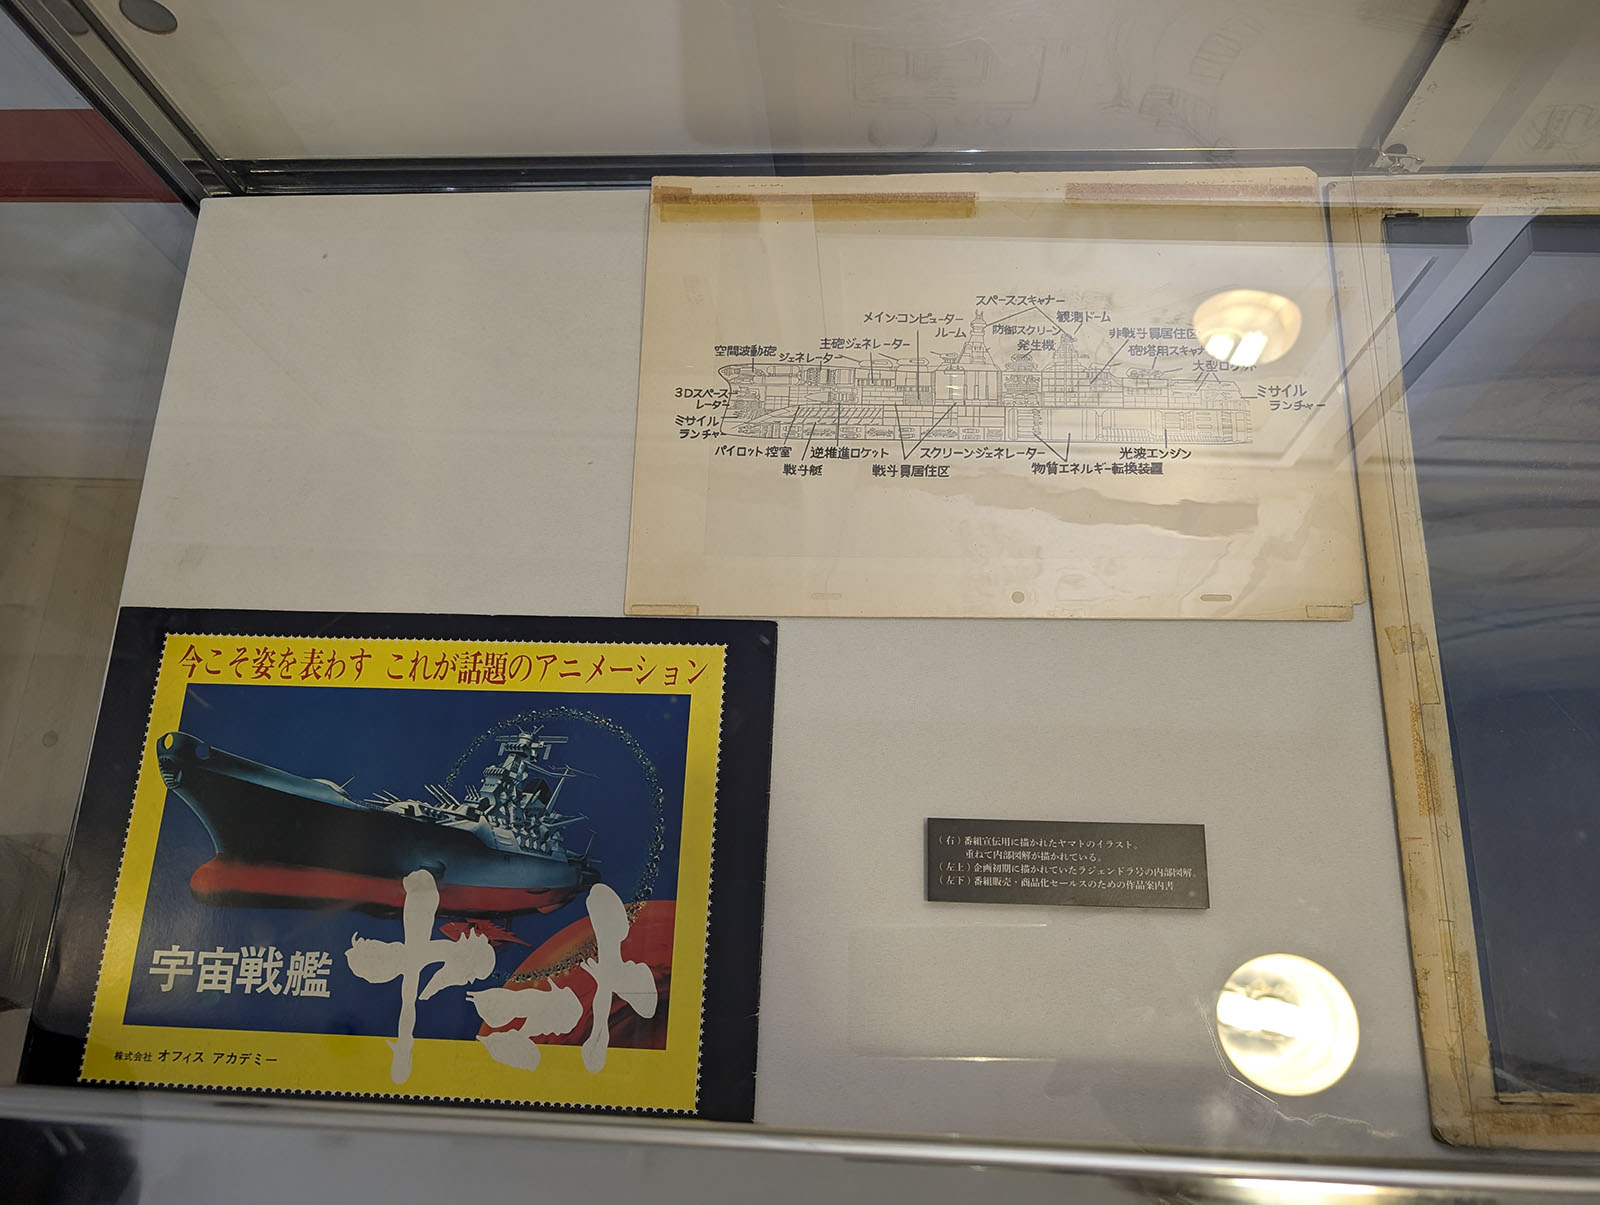 スペース・スキャナー
メイン・コンピューター
ルーム
観測ドーム
防御スクリーン
発生機
非戦斗員居住区
主砲ジェネレーター
砲塔用スキャナ
空間波動砲
ジェネレーター
大型ロケット
3Dスペース
レーター
ミサイル
ランチャー
ミサイル
ランチャー
パイロット控室
逆推進ロケット
スクリーンジェネレーター
光波エンジン
戦斗艇
戦斗員居住区
物質エネルギー転換装置
今こそ姿を表わす これが話題のアニメーション
宇宙戦艦
ヤマト
株式会社 オフィス アカデミー
(右)番組宣伝用に描かれたヤマトのイラスト。
重ねて内部図解が描かれている。
(左上)企画初期に描かれていたラジェンドラ号の内部図解。
(左下)番組販売・商品化セールスのための作品案内書